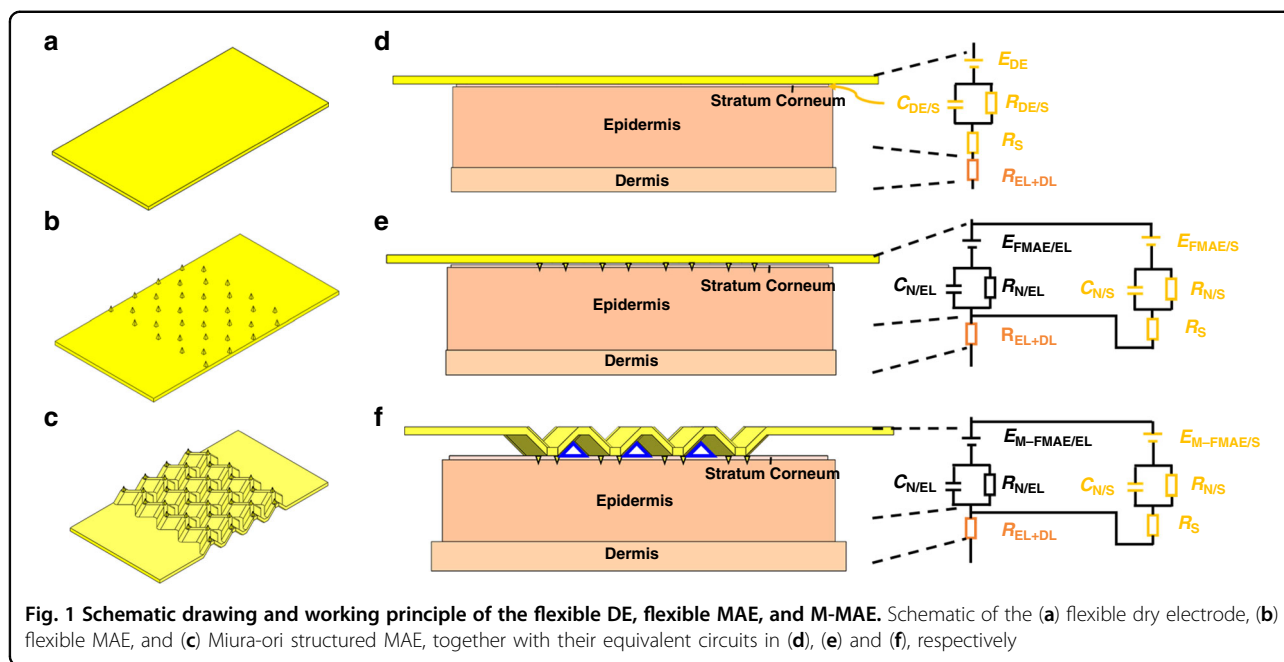 a
d
E_DE
Stratum Corneum
C_DE/S
R_DE/S
Epidermis
R_S
Dermis
R_EL+DL
b
e
E_FMAE/EL
E_FMAE/S
Stratum Corneum
C_N/EL
R_N/EL
C_N/S
R_N/S
Epidermis
R_EL+DL
R_S
Dermis
c
f
E_M–FMAE/EL
E_M–FMAE/S
Stratum Corneum
C_N/EL
R_N/EL
C_N/S
R_N/S
Epidermis
R_S
R_EL+DL
Dermis
Fig. 1 Schematic drawing and working principle of the flexible DE, flexible MAE, and M-MAE. Schematic of the (a) flexible dry electrode, (b)
flexible MAE, and (c) Miura-ori structured MAE, together with their equivalent circuits in (d), (e) and (f), respectively